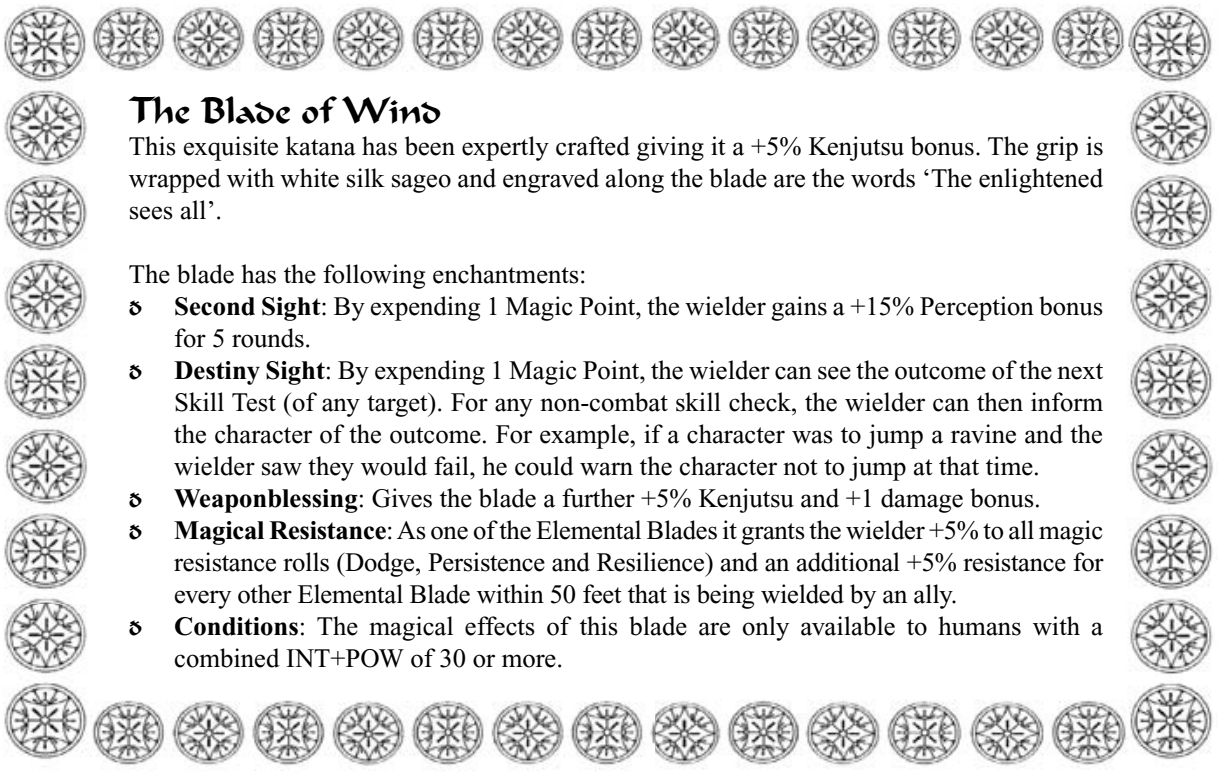 The Blade of Wind
This exquisite katana has been expertly crafted giving it a +5% Kenjutsu bonus. The grip is
wrapped with white silk sageo and engraved along the blade are the words ‘The enlightened
sees all’.
The blade has the following enchantments:
Second Sight: By expending 1 Magic Point, the wielder gains a +15% Perception bonus
for 5 rounds.
Destiny Sight: By expending 1 Magic Point, the wielder can see the outcome of the next
Skill Test (of any target). For any non-combat skill check, the wielder can then inform
the character of the outcome. For example, if a character was to jump a ravine and the
wielder saw they would fail, he could warn the character not to jump at that time.
Weaponblessing: Gives the blade a further +5% Kenjutsu and +1 damage bonus.
Magical Resistance: As one of the Elemental Blades it grants the wielder +5% to all magic
resistance rolls (Dodge, Persistence and Resilience) and an additional +5% resistance for
every other Elemental Blade within 50 feet that is being wielded by an ally.
Conditions: The magical effects of this blade are only available to humans with a
combined INT+POW of 30 or more.